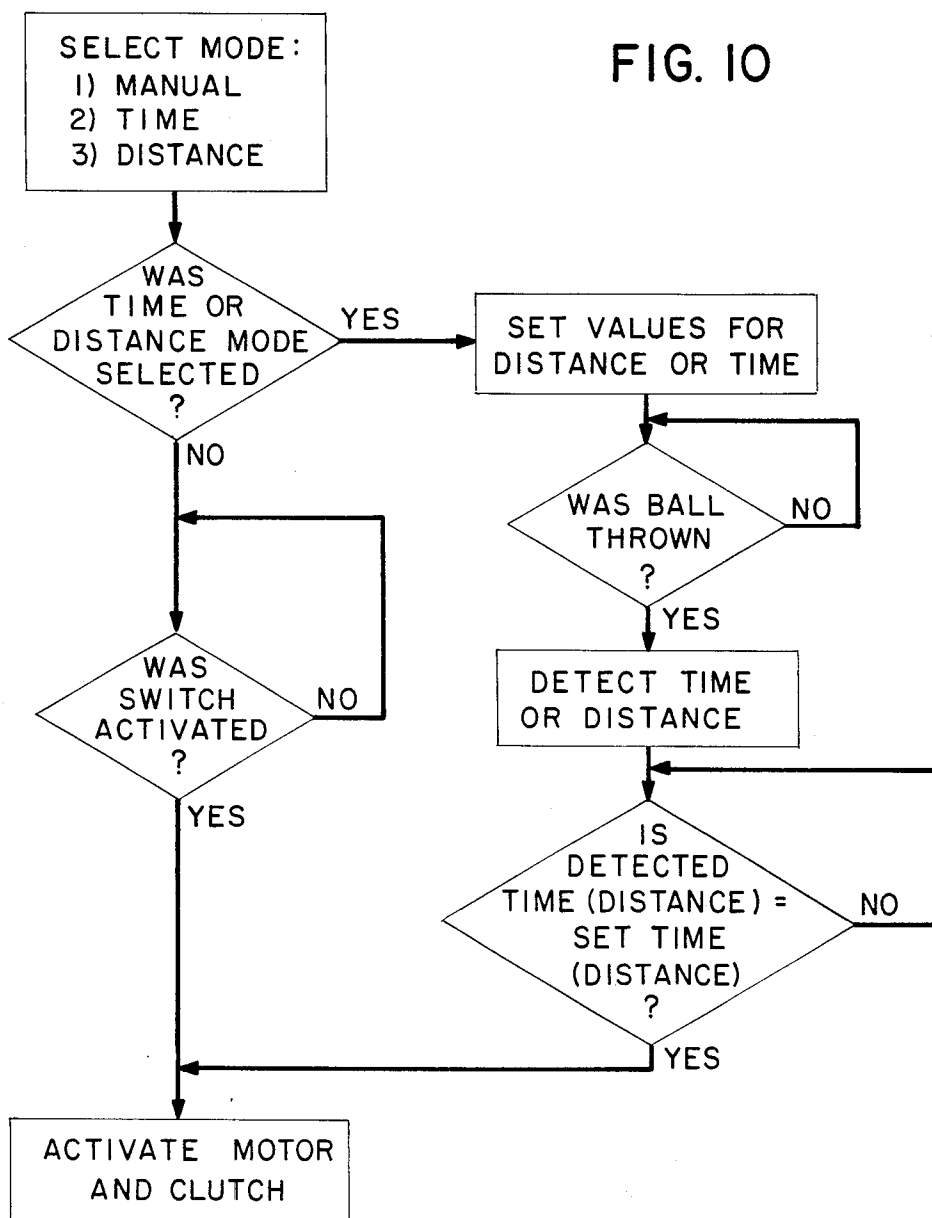 FIG. 10
SELECT MODE:
1) MANUAL
2) TIME
3) DISTANCE
WAS
TIME OR
DISTANCE MODE
SELECTED
?
YES
NO
SET VALUES FOR
DISTANCE OR TIME
WAS BALL
THROWN
?
NO
YES
DETECT TIME
OR DISTANCE
IS
DETECTED
TIME (DISTANCE) =
SET TIME
(DISTANCE)
?
NO
YES
WAS
SWITCH
ACTIVATED
?
NO
YES
ACTIVATE MOTOR
AND CLUTCH